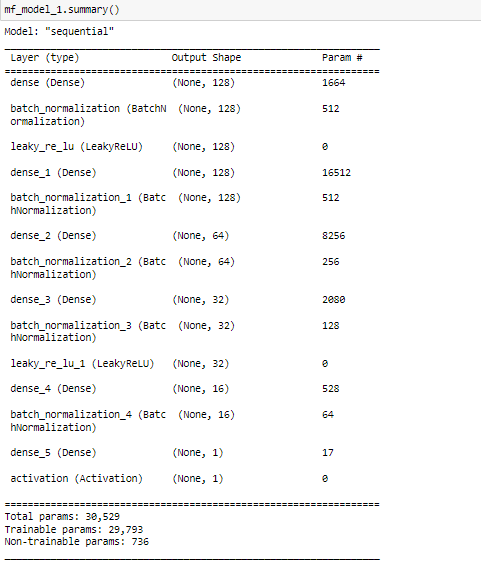 mf_model_1.summary()
Model: "sequential"
Layer (type) Output Shape Param #
dense (Dense) (None, 128) 1664
batch_normalization (BatchN (None, 128) 512
ormalization)
leaky_re_lu (LeakyReLU) (None, 128) 0
dense_1 (Dense) (None, 128) 16512
batch_normalization_1 (Batc (None, 128) 512
hNormalization)
dense_2 (Dense) (None, 64) 8256
batch_normalization_2 (Batc (None, 64) 256
hNormalization)
dense_3 (Dense) (None, 32) 2080
batch_normalization_3 (Batc (None, 32) 128
hNormalization)
leaky_re_lu_1 (LeakyReLU) (None, 32) 0
dense_4 (Dense) (None, 16) 528
batch_normalization_4 (Batc (None, 16) 64
hNormalization)
dense_5 (Dense) (None, 1) 17
activation (Activation) (None, 1) 0
Total params: 30,529
Trainable params: 29,793
Non-trainable params: 736